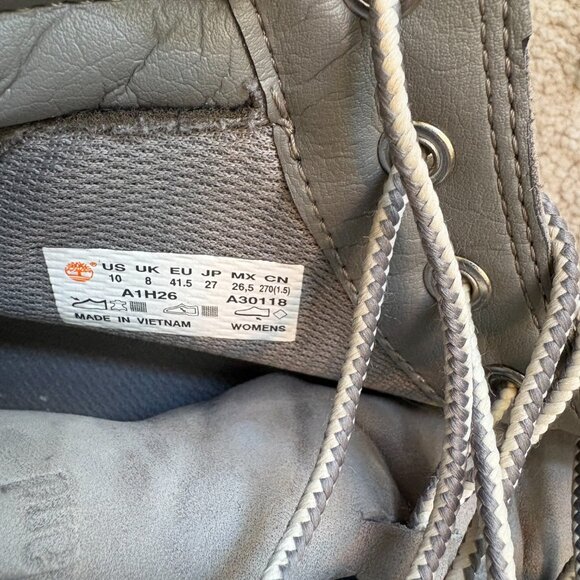 US UK EU JP MX CN
10 8 41.5 27 26,5 270(1.5)
A1H26 A30118
MADE IN VIETNAM WOMENS